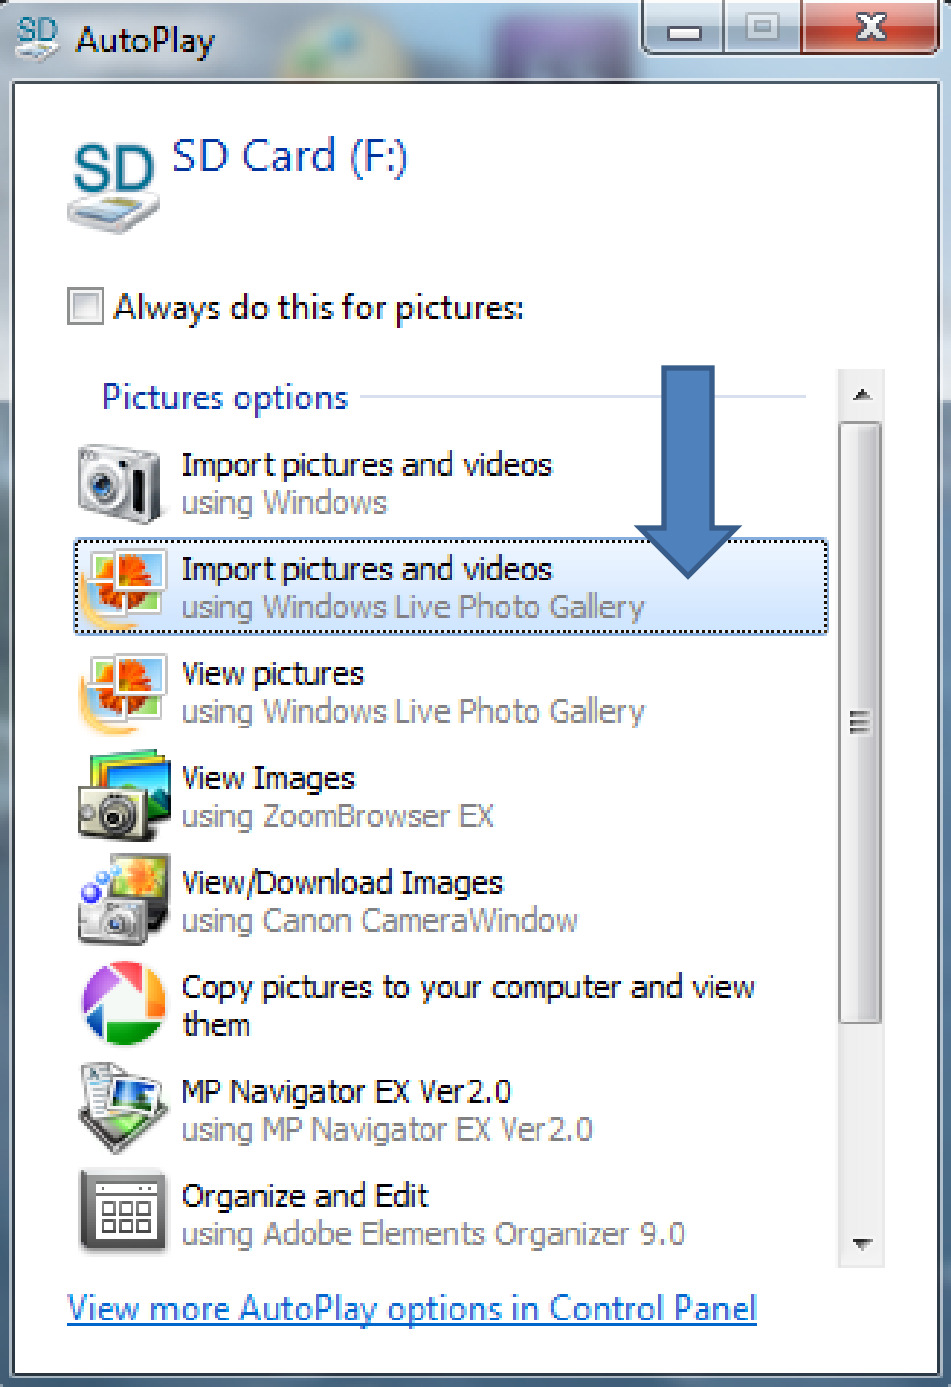 SD AutoPlay
SD SD Card (F:)
Always do this for pictures:
Pictures options
Import pictures and videos
using Windows
Import pictures and videos
using Windows Live Photo Gallery
View pictures
using Windows Live Photo Gallery
View Images
using ZoomBrowser EX
View/Download Images
using Canon CameraWindow
Copy pictures to your computer and view
them
MP Navigator EX Ver2.0
using MP Navigator EX Ver2.0
Organize and Edit
using Adobe Elements Organizer 9.0
View more AutoPlay options in Control Panel